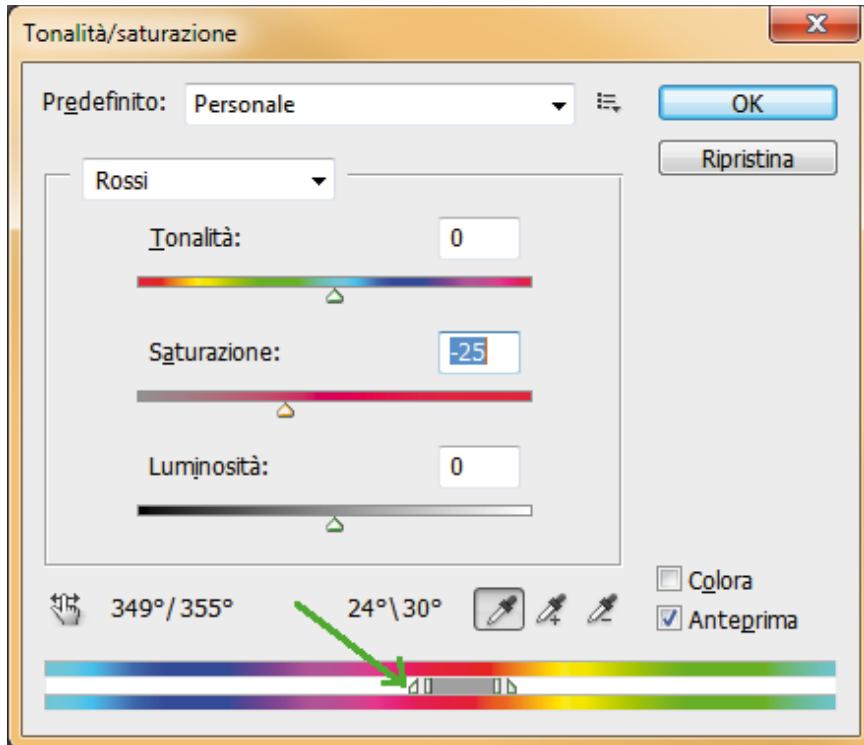 Tonalità/saturazione
Predefinito: Personale
OK
Ripristina
Rossi
Tonalità: 0
Saturazione: -25
Luminosità: 0
349°/355° 24°\30°
Colora
Anteprima